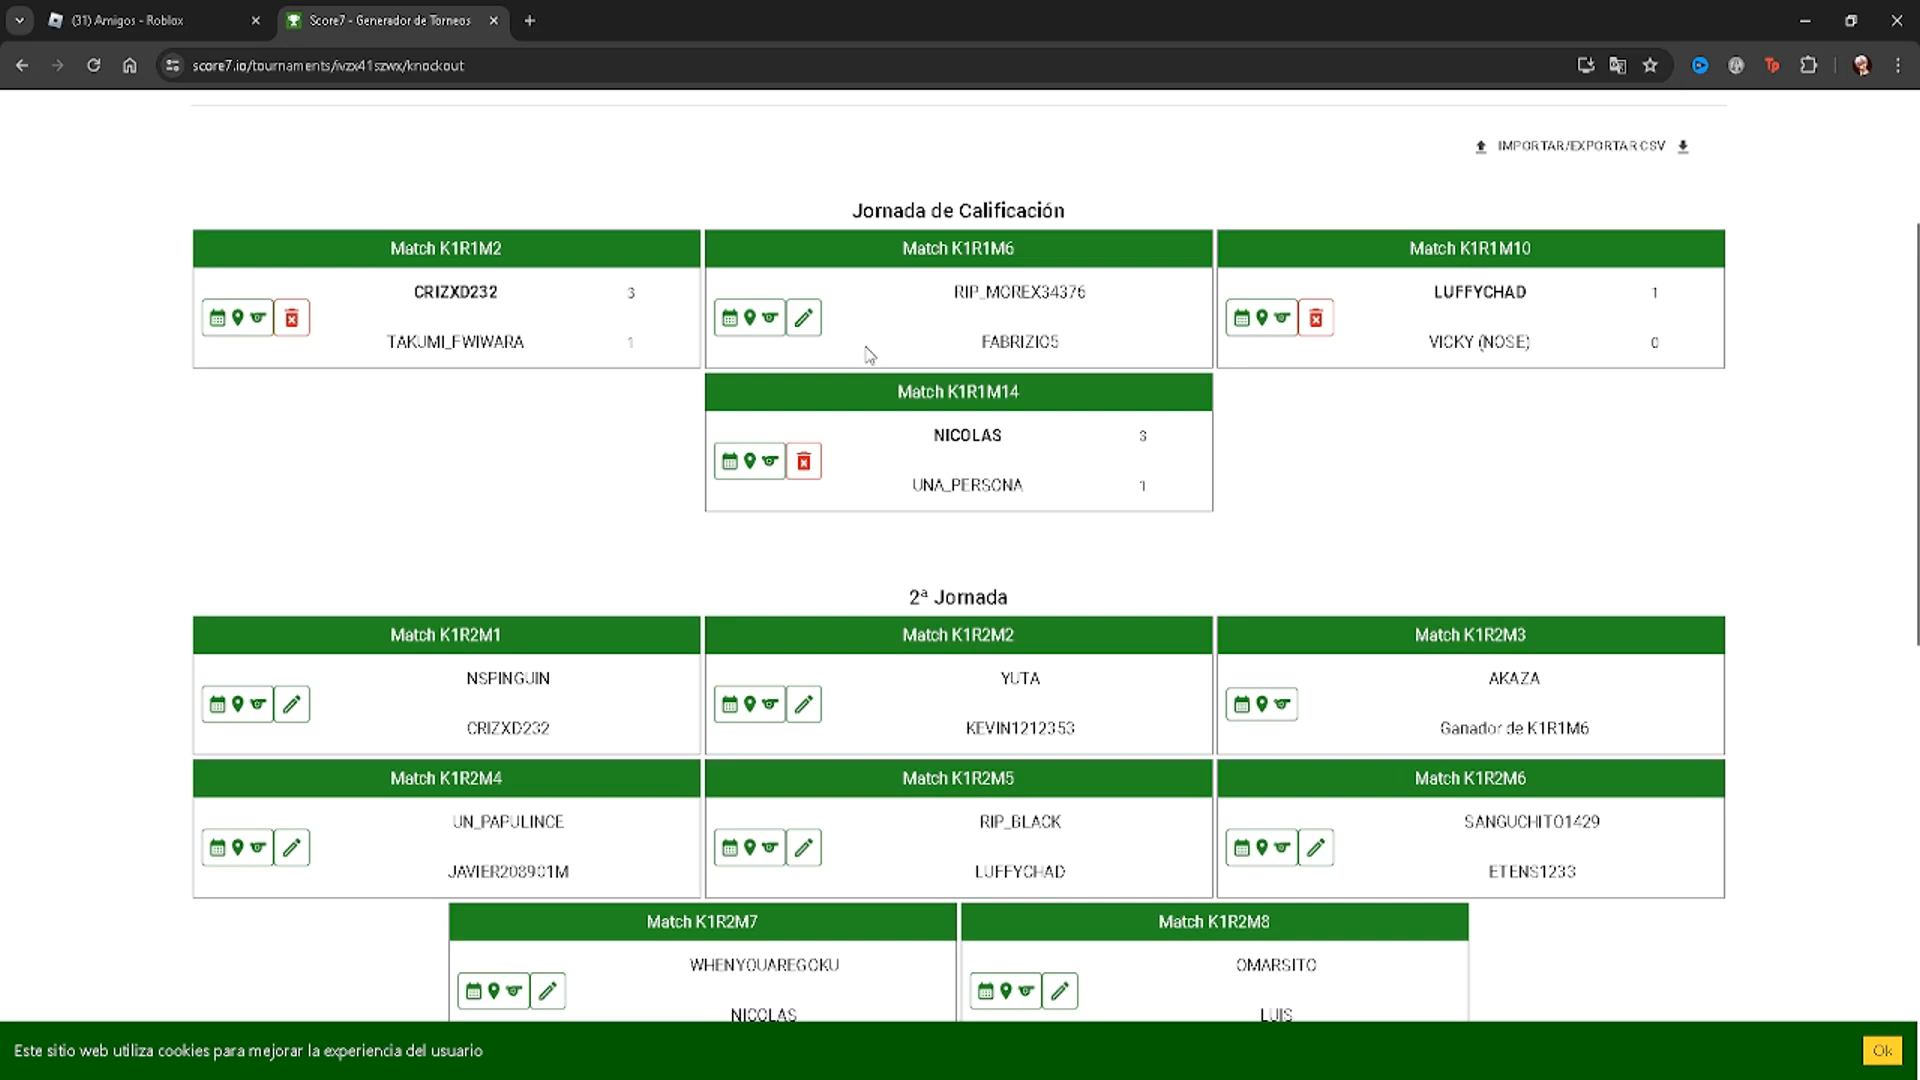 (31) Amigos - Roblox
Score7 - Generador de Torneos
score7.io/tournaments/ivzx41szwx/knockout
IMPORTAR/EXPORTAR CSV
Jornada de Calificación
Match K1R1M2
CRIZXD232 3
TAKUMI_FWIWARA 1
Match K1R1M6
RIP_MOREX34376
FABRIZIO5
Match K1R1M10
LUFFYCHAD 1
VICKY (NOSE) 0
Match K1R1M14
NICOLAS 3
UNA_PERSONA 1
2ª Jornada
Match K1R2M1
NSPINGUIN
CRIZXD232
Match K1R2M2
YUTA
KEVIN1212353
Match K1R2M3
AKAZA
Ganador de K1R1M6
Match K1R2M4
UN_PAPULINCE
JAVIER208901M
Match K1R2M5
RIP_BLACK
LUFFYCHAD
Match K1R2M6
SANGUCHITO1429
ETENS1233
Match K1R2M7
WHENYOUAREGOKU
NICOLAS
Match K1R2M8
OMARSITO
LUIS
Este sitio web utiliza cookies para mejorar la experiencia del usuario
Ok